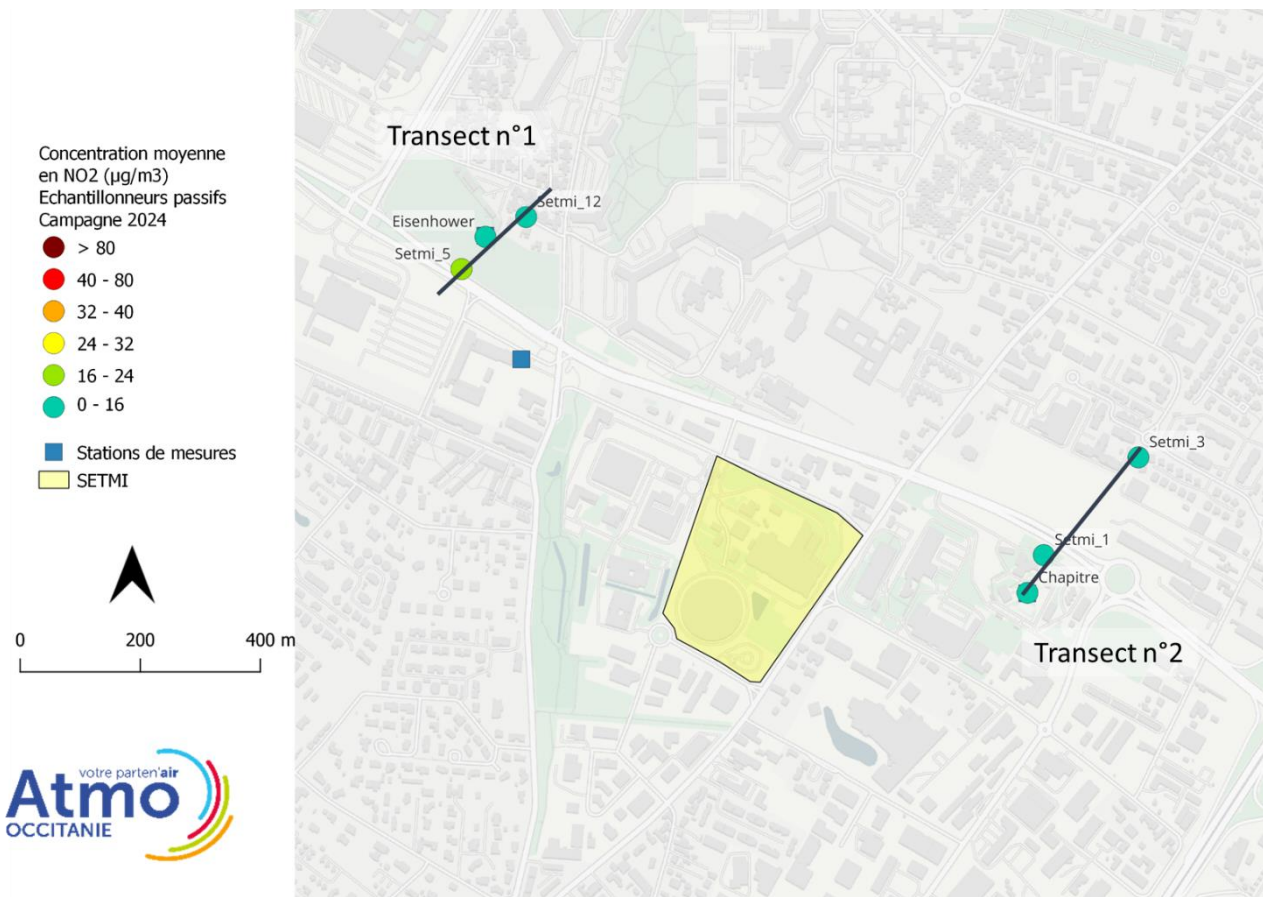 Concentration moyenne
en NO2 (µg/m3)
Echantillonneurs passifs
Campagne 2024
> 80
40 - 80
32 - 40
24 - 32
16 - 24
0 - 16
Stations de mesures
SETMI
0 200 400 m
votre parten'air
Atmo
OCCITANIE
Transect n°1
Setmi_12
Eisenhower
Setmi_5
Setmi_3
Setmi_1
Chapitre
Transect n°2